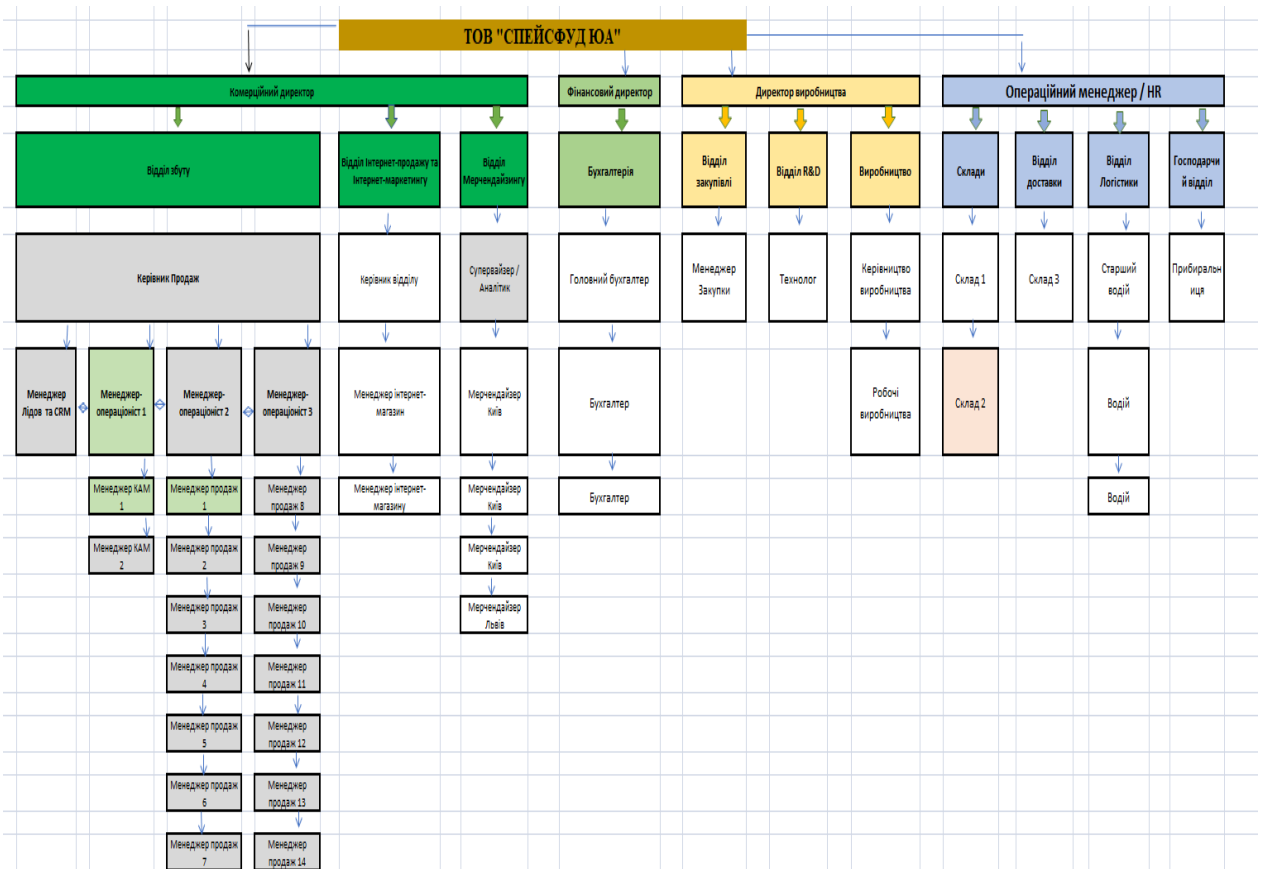 ТОВ "СПЕЙСФУД ЮА"
Комерційний директор
Фінансовий директор
Директор виробництва
Операційний менеджер / HR
Відділ збуту
Відділ Інтернет-продажу та
Інтернет-маркетингу
Відділ
Мерчендайзингу
Бухгалтерія
Відділ
закупівлі
Відділ R&D
Виробництво
Склади
Відділ
доставки
Відділ
Логістики
Господарчи
й відділ
Керівник Продаж
Керівник відділу
Супервайзер /
Аналітик
Головний бухгалтер
Менеджер
Закупки
Технолог
Керівництво
виробництва
Склад 1
Склад 3
Старший
водій
Прибиральн
иця
Менеджер
Лідов та CRM
Менеджер-
операціоніст 1
Менеджер-
операціоніст 2
Менеджер-
операціоніст 3
Менеджер інтернет-
магазин
Мерчендайзер
Київ
Бухгалтер
Робочі
виробництва
Склад 2
Водій
Менеджер КАМ
1
Менеджер продаж
1
Менеджер
продаж 8
Менеджер інтернет-
магазину
Мерчендайзер
Київ
Бухгалтер
Водій
Менеджер КАМ
2
Менеджер продаж
2
Менеджер
продаж 9
Мерчендайзер
Київ
Менеджер продаж
3
Менеджер
продаж 10
Мерчендайзер
Львів
Менеджер продаж
4
Менеджер
продаж 11
Менеджер продаж
5
Менеджер
продаж 12
Менеджер продаж
6
Менеджер
продаж 13
Менеджер продаж
7
Менеджер
продаж 14